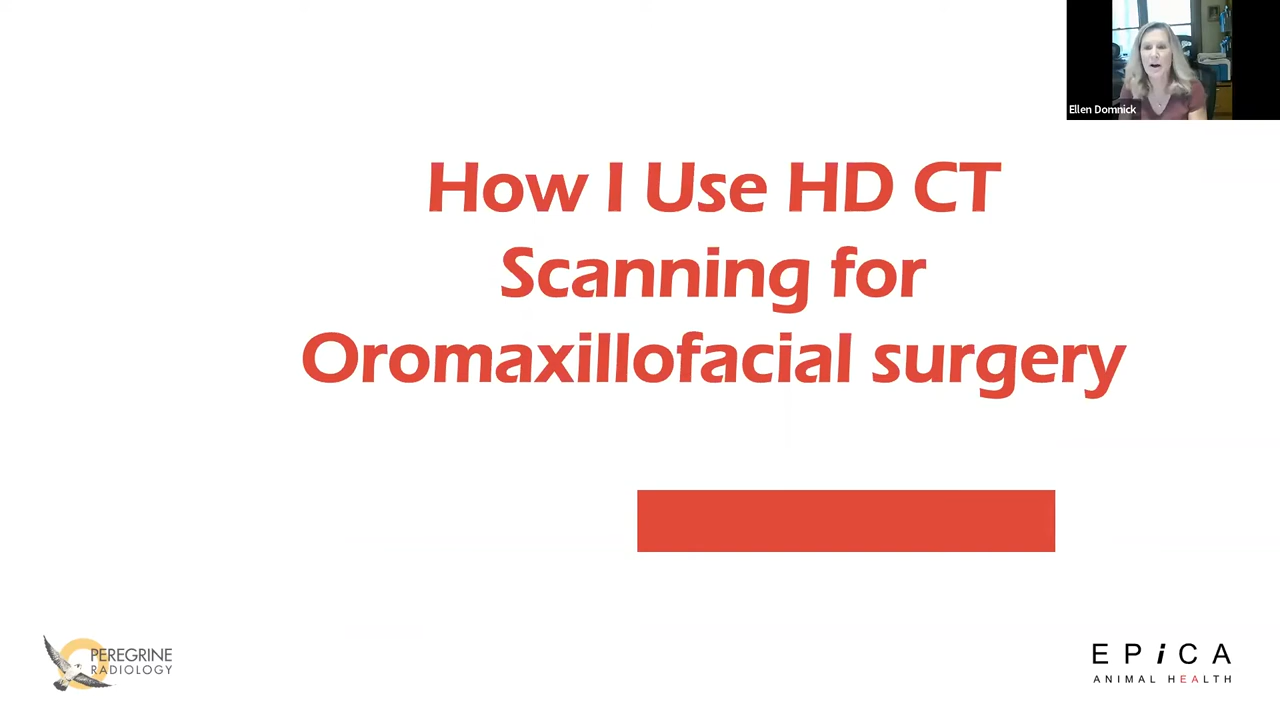 Ellen Domnick
How I Use HD CT
Scanning for
Oromaxillofacial surgery
PEREGRINE
RADIOLOGY
EPiCA
ANIMAL HEALTH